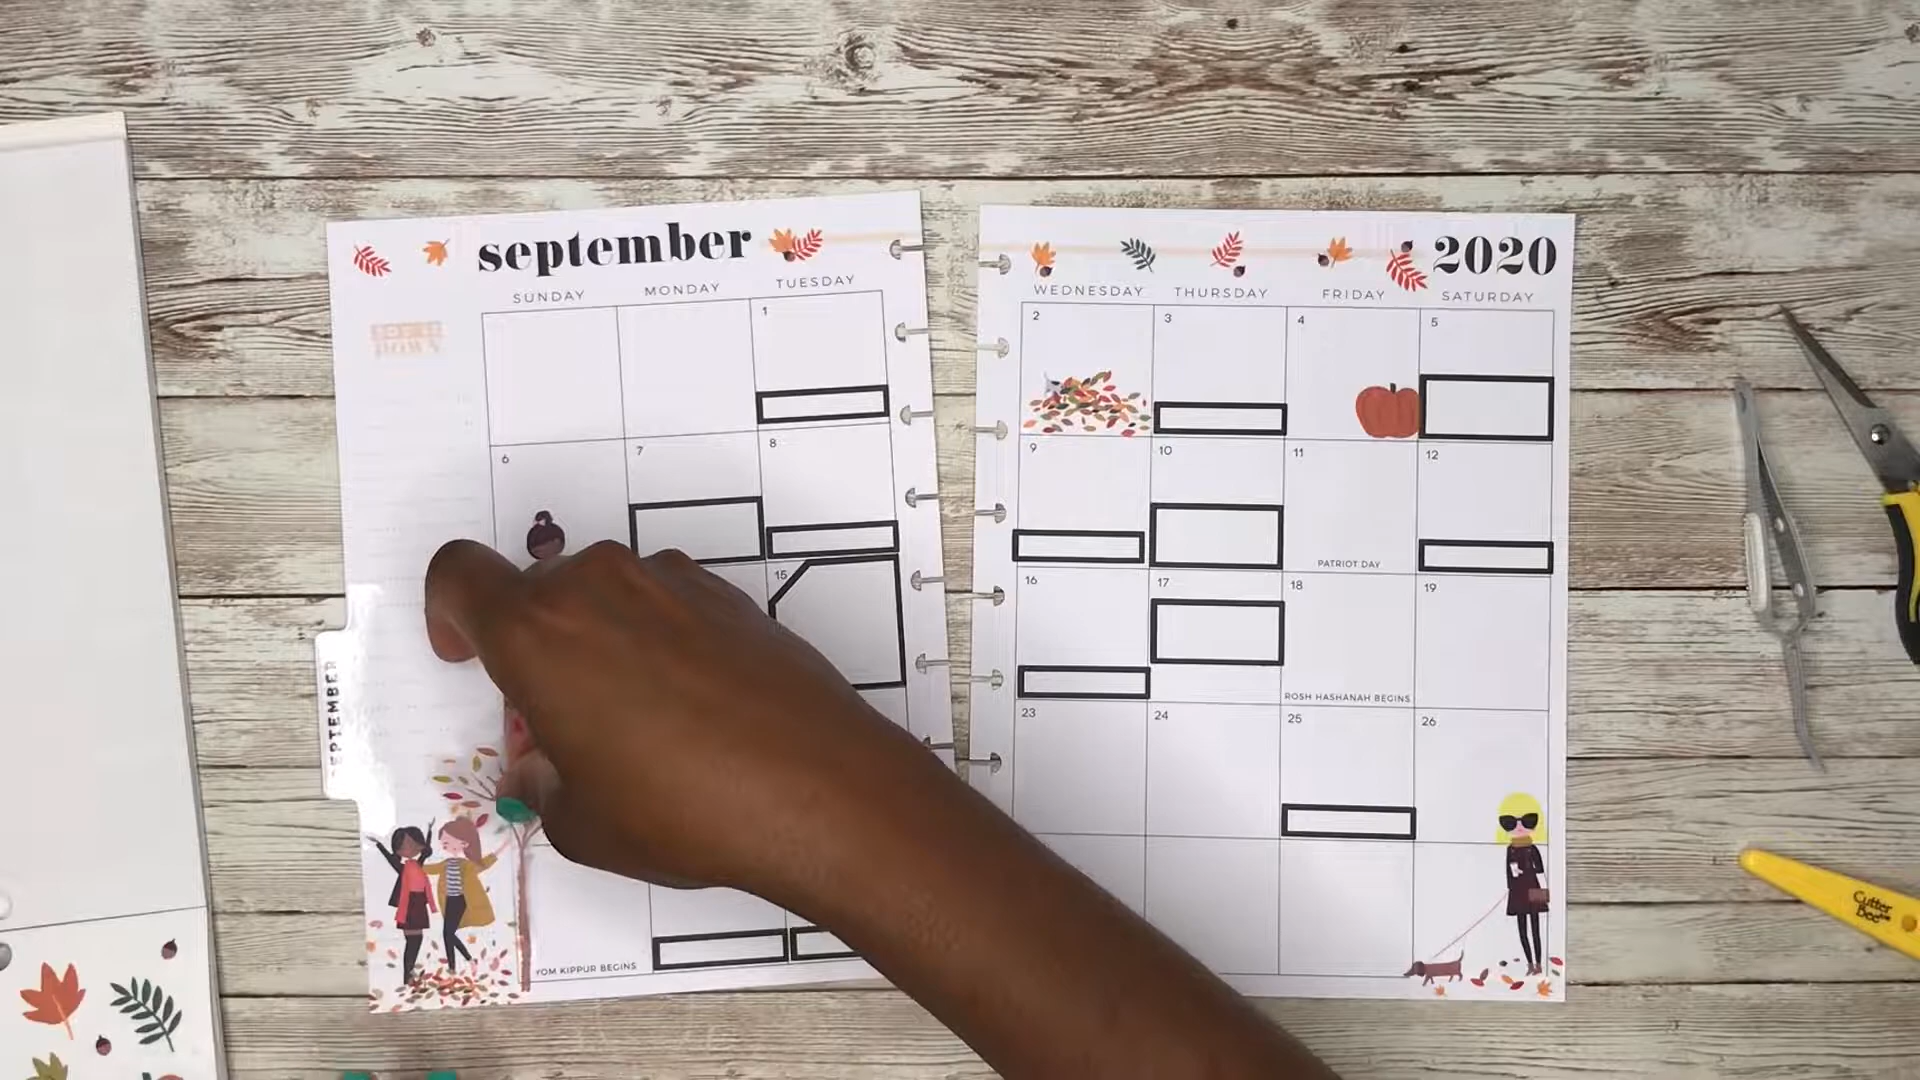 september
2020
SUNDAY MONDAY TUESDAY
WEDNESDAY THURSDAY FRIDAY SATURDAY
1
2 3 4 5
6 7 8
9 10 11 12
PATRIOT DAY
15
16 17 18 19
ROSH HASHANAH BEGINS
23 24 25 26
YOM KIPPUR BEGINS
SEPTEMBER
Cutter
Bee